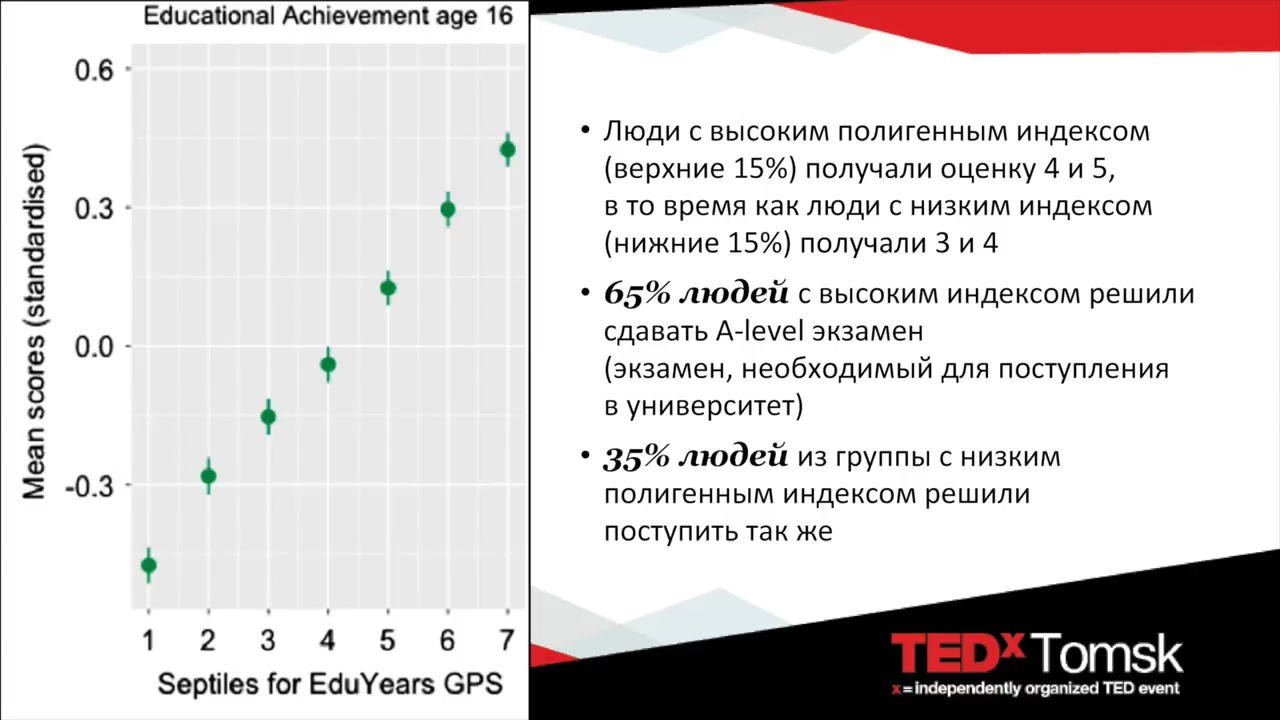 Educational Achievement age 16
Mean scores (standardised)
0.6
0.3
0.0
-0.3
1 2 3 4 5 6 7
Septiles for EduYears GPS
• Люди с высоким полигенным индексом
(верхние 15%) получали оценку 4 и 5,
в то время как люди с низким индексом
(нижние 15%) получали 3 и 4
• 65% людей с высоким индексом решили
сдавать A-level экзамен
(экзамен, необходимый для поступления
в университет)
• 35% людей из группы с низким
полигенным индексом решили
поступить так же
TEDx Tomsk
x = independently organized TED event